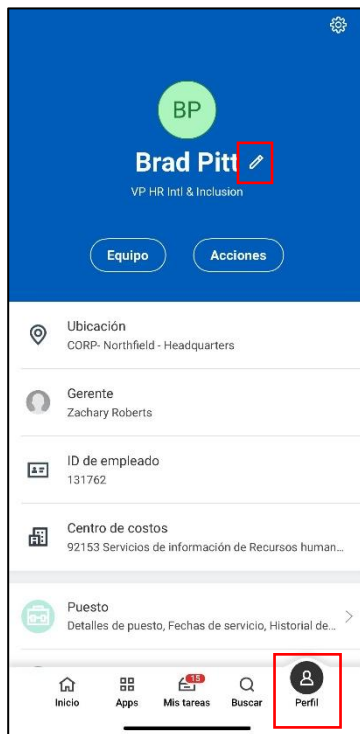 BP
Brad Pitt
VP HR Intl & Inclusion
Equipo Acciones
Ubicación
CORP- Northfield - Headquarters
Gerente
Zachary Roberts
ID de empleado
131762
Centro de costos
92153 Servicios de información de Recursos human...
Puesto
Detalles de puesto, Fechas de servicio, Historial de...
15
Inicio Apps Mis tareas Buscar Perfil